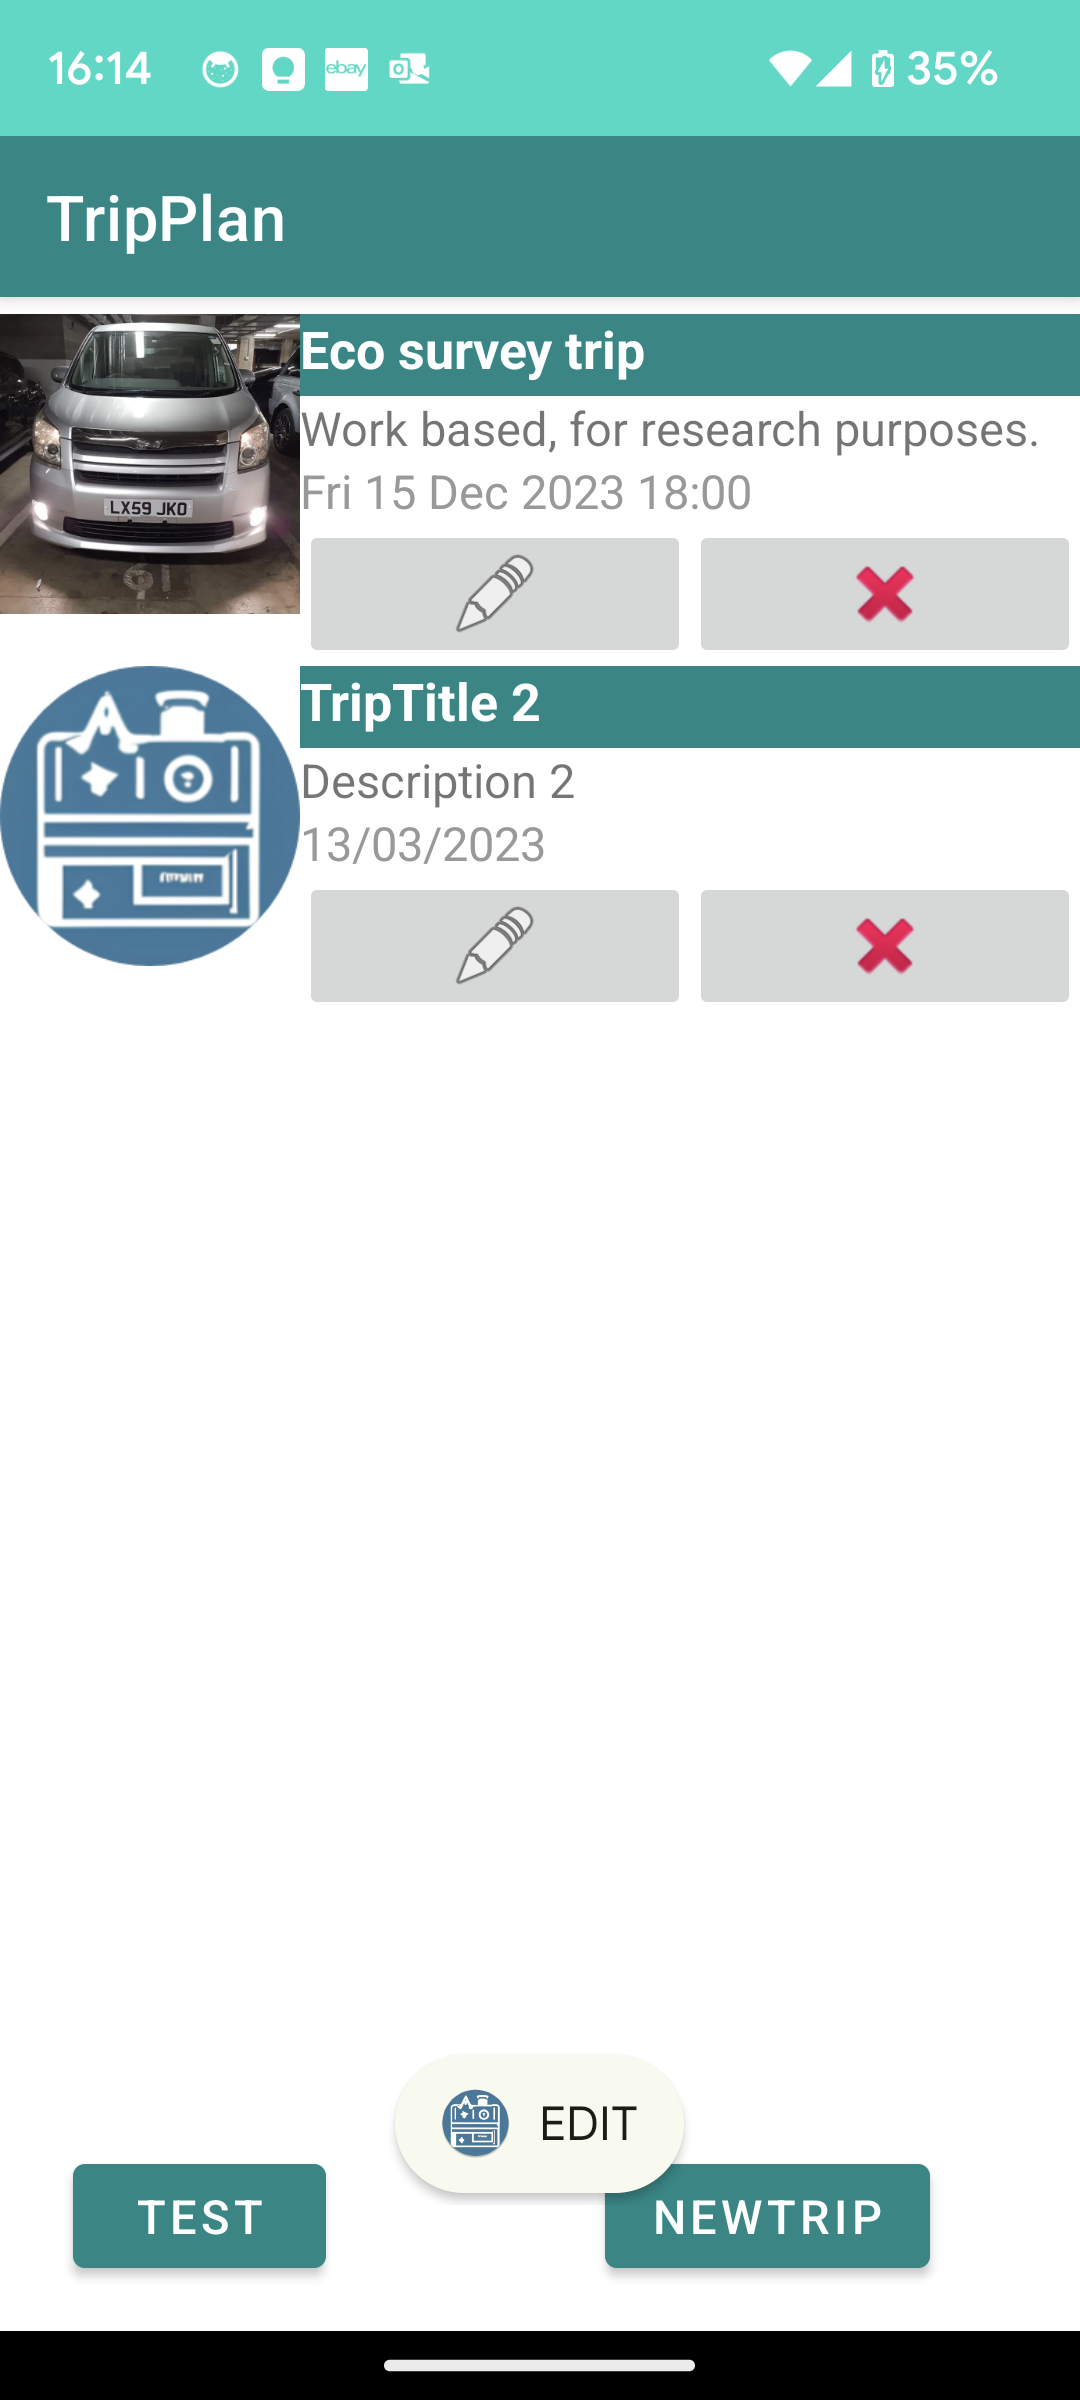 16:14 ebay 35%
TripPlan
Eco survey trip
Work based, for research purposes.
Fri 15 Dec 2023 18:00
LX59 JKO
TripTitle 2
Description 2
13/03/2023
EDIT
TEST
NEWTRIP